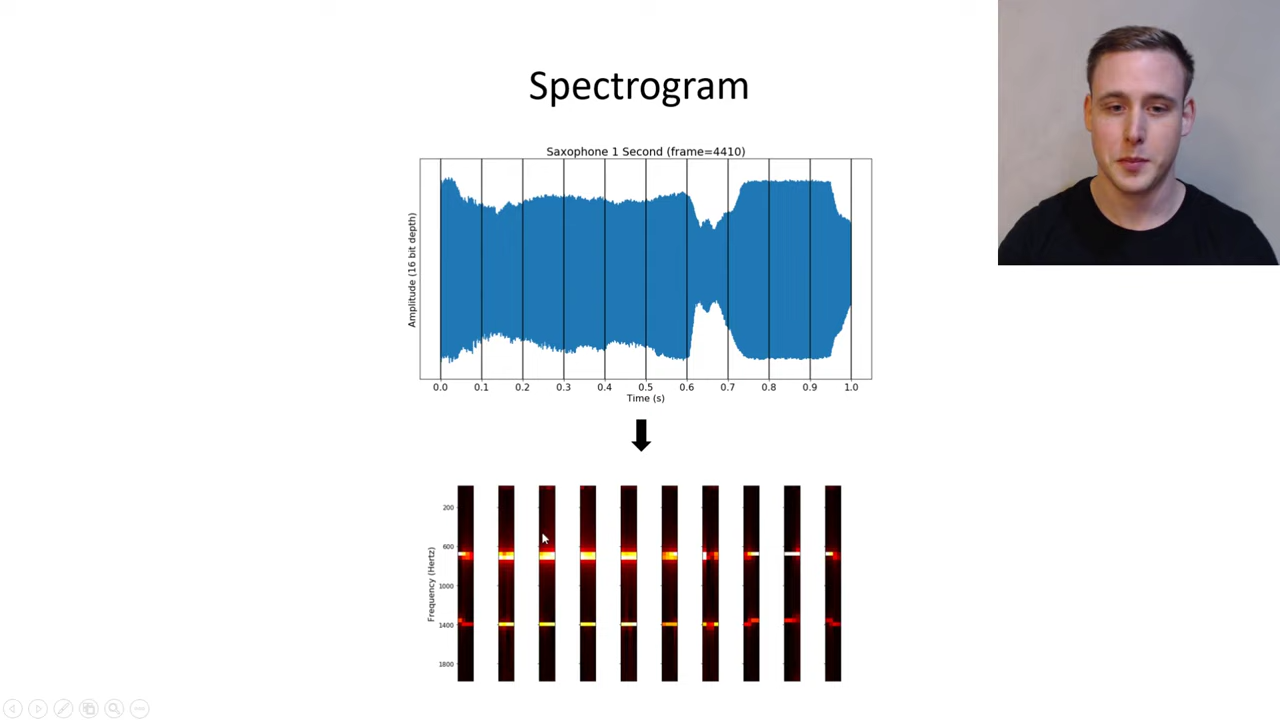 Spectrogram
Saxophone 1 Second (frame=4410)
Amplitude (16 bit depth)
0.0 0.1 0.2 0.3 0.4 0.5 0.6 0.7 0.8 0.9 1.0
Time (s)
Frequency (Hertz)
200
600
1000
1400
1800